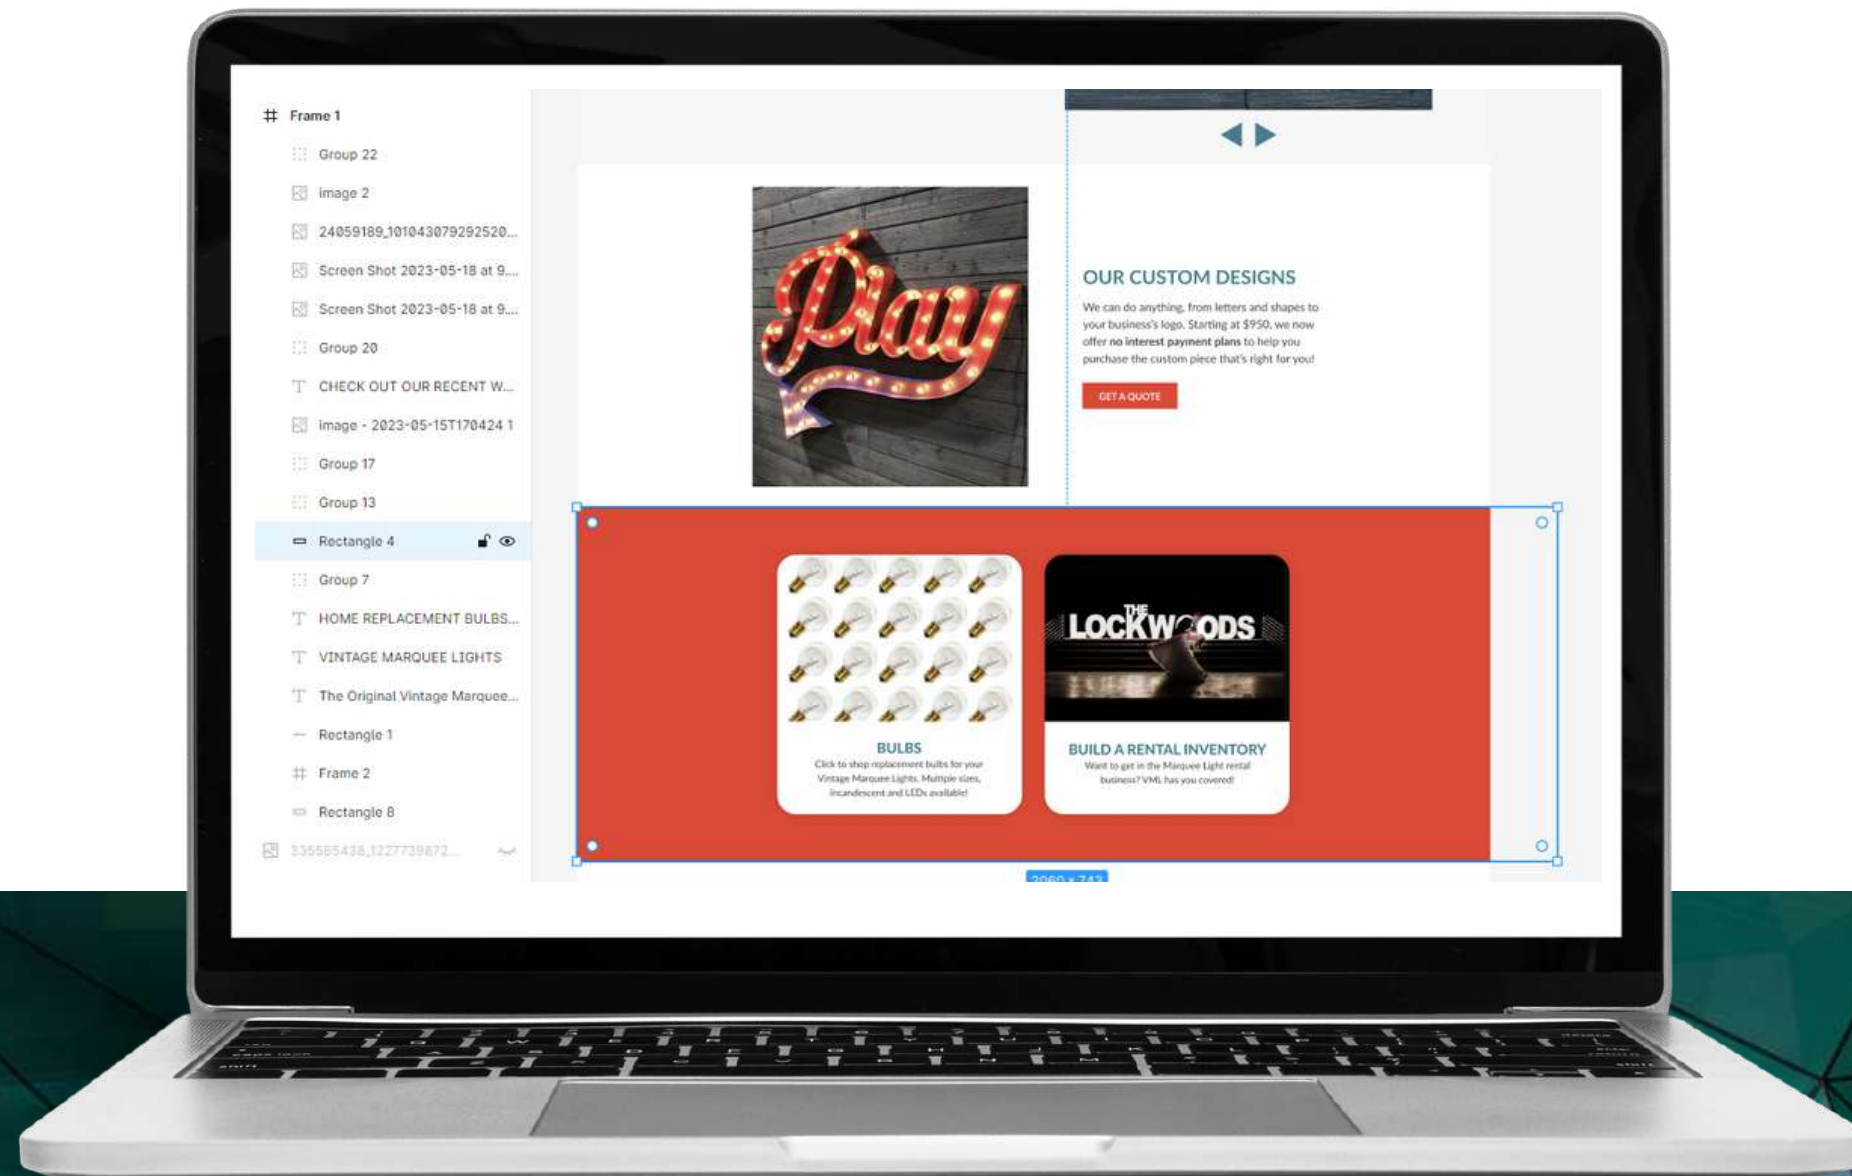 Frame 1
Group 22
image 2
24059189_101043079292520...
Screen Shot 2023-05-18 at 9....
Screen Shot 2023-05-18 at 9....
Group 20
CHECK OUT OUR RECENT W...
image - 2023-05-15T170424 1
Group 17
Group 13
Rectangle 4
Group 7
HOME REPLACEMENT BULBS...
VINTAGE MARQUEE LIGHTS
The Original Vintage Marquee...
Rectangle 1
Frame 2
Rectangle 8
335585438_1227739872...
Play
OUR CUSTOM DESIGNS
We can do anything, from letters and shapes to
your business's logo. Starting at $950, we now
offer no interest payment plans to help you
purchase the custom piece that's right for you!
GET A QUOTE
THE
LOCKWOODS
BULBS
Click to shop replacement bulbs for your
Vintage Marquee Lights. Multiple sizes,
incandescent and LEDs available!
BUILD A RENTAL INVENTORY
Want to get in the Marquee Light rental
business? VML has you covered!